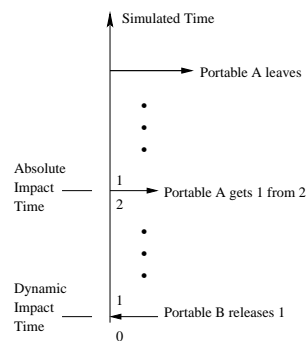 Simulated Time
Portable A leaves
Absolute
Impact
Time
1
2
Portable A gets 1 from 2
Dynamic
Impact
Time
1
0
Portable B releases 1